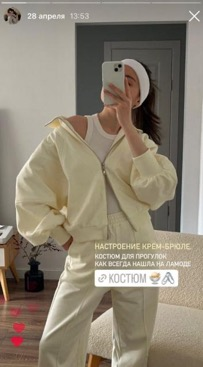 28 апреля 13:53
НАСТРОЕНИЕ КРЕМ-БРЮЛЕ.
КОСТЮМ ДЛЯ ПРОГУЛОК
КАК ВСЕГДА НАШЛА НА ЛАМОДЕ
КОСТЮМ